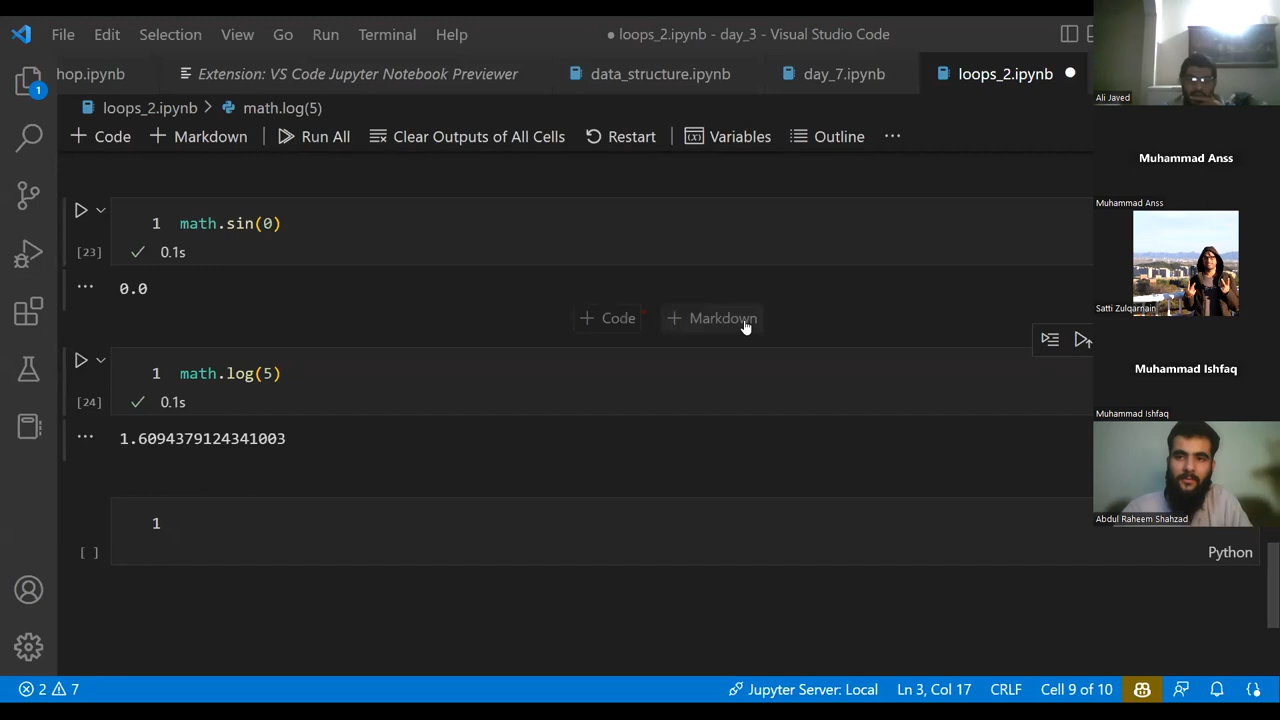 File Edit Selection View Go Run Terminal Help
● loops_2.ipynb - day_3 - Visual Studio Code
hop.ipynb
Extension: VS Code Jupyter Notebook Previewer
data_structure.ipynb
day_7.ipynb
loops_2.ipynb
loops_2.ipynb > math.log(5)
+ Code + Markdown Run All Clear Outputs of All Cells Restart Variables Outline ...
1
1 math.sin(0)
[23] 0.1s
... 0.0
+ Code + Markdown
1 math.log(5)
[24] 0.1s
... 1.6094379124341003
1
[ ]
Python
2 7
Jupyter Server: Local Ln 3, Col 17 CRLF Cell 9 of 10
Ali Javed
Muhammad Anss
Muhammad Anss
Satti Zulqarnain
Muhammad Ishfaq
Muhammad Ishfaq
Abdul Raheem Shahzad